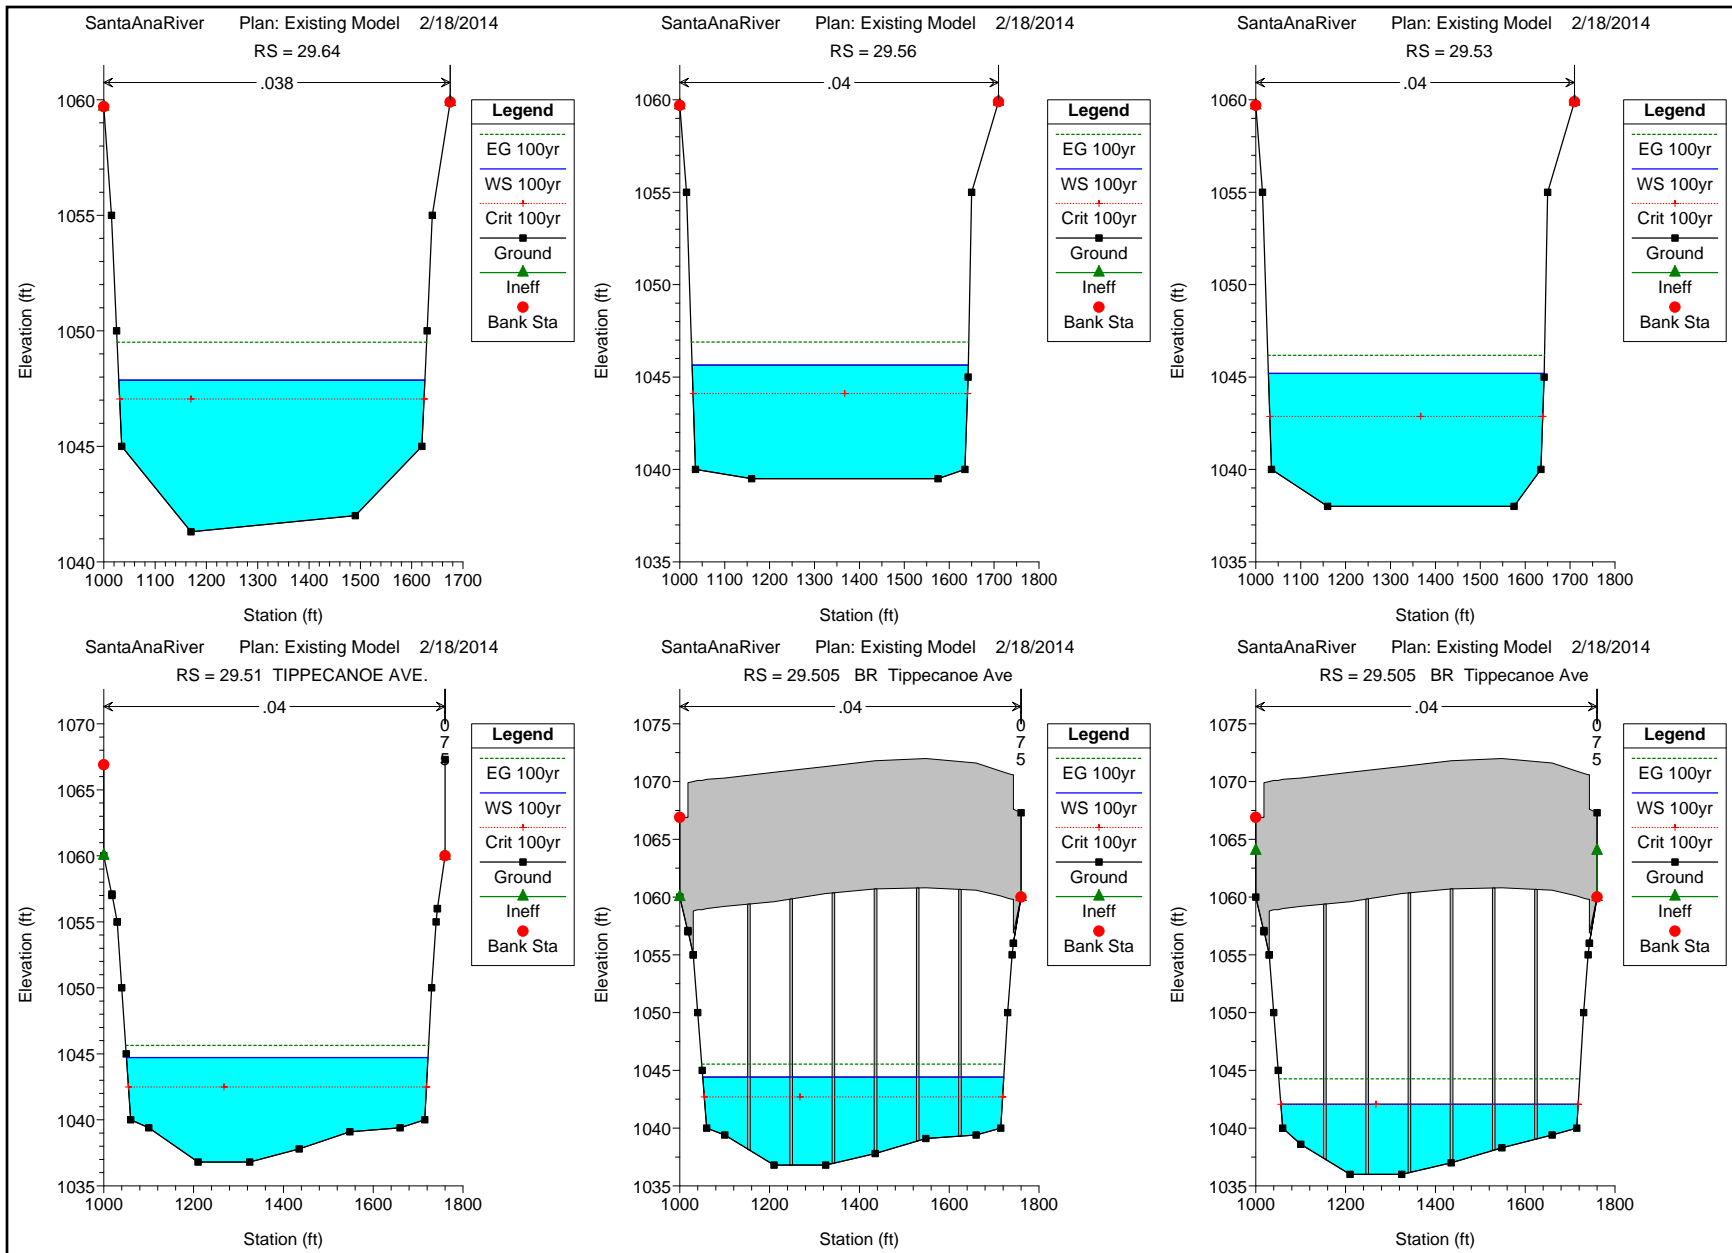 SantaAnaRiver Plan: Existing Model 2/18/2014
RS = 29.64
.038
1060
1055
1050
1045
1040
Elevation (ft)
1000 1100 1200 1300 1400 1500 1600 1700
Station (ft)
Legend
EG 100yr
WS 100yr
Crit 100yr
Ground
Ineff
Bank Sta
SantaAnaRiver Plan: Existing Model 2/18/2014
RS = 29.56
.04
1060
1055
1050
1045
1040
1035
Elevation (ft)
1000 1100 1200 1300 1400 1500 1600 1700 1800
Station (ft)
Legend
EG 100yr
WS 100yr
Crit 100yr
Ground
Ineff
Bank Sta
SantaAnaRiver Plan: Existing Model 2/18/2014
RS = 29.53
.04
1060
1055
1050
1045
1040
1035
Elevation (ft)
1000 1100 1200 1300 1400 1500 1600 1700 1800
Station (ft)
Legend
EG 100yr
WS 100yr
Crit 100yr
Ground
Ineff
Bank Sta
SantaAnaRiver Plan: Existing Model 2/18/2014
RS = 29.51 TIPPECANOE AVE.
.04
0
7
5
1070
1065
1060
1055
1050
1045
1040
1035
Elevation (ft)
1000 1200 1400 1600 1800
Station (ft)
Legend
EG 100yr
WS 100yr
Crit 100yr
Ground
Ineff
Bank Sta
SantaAnaRiver Plan: Existing Model 2/18/2014
RS = 29.505 BR Tippecanoe Ave
.04
0
7
5
1075
1070
1065
1060
1055
1050
1045
1040
1035
Elevation (ft)
1000 1200 1400 1600 1800
Station (ft)
Legend
EG 100yr
WS 100yr
Crit 100yr
Ground
Ineff
Bank Sta
SantaAnaRiver Plan: Existing Model 2/18/2014
RS = 29.505 BR Tippecanoe Ave
.04
0
7
5
1075
1070
1065
1060
1055
1050
1045
1040
1035
Elevation (ft)
1000 1200 1400 1600 1800
Station (ft)
Legend
EG 100yr
WS 100yr
Crit 100yr
Ground
Ineff
Bank Sta